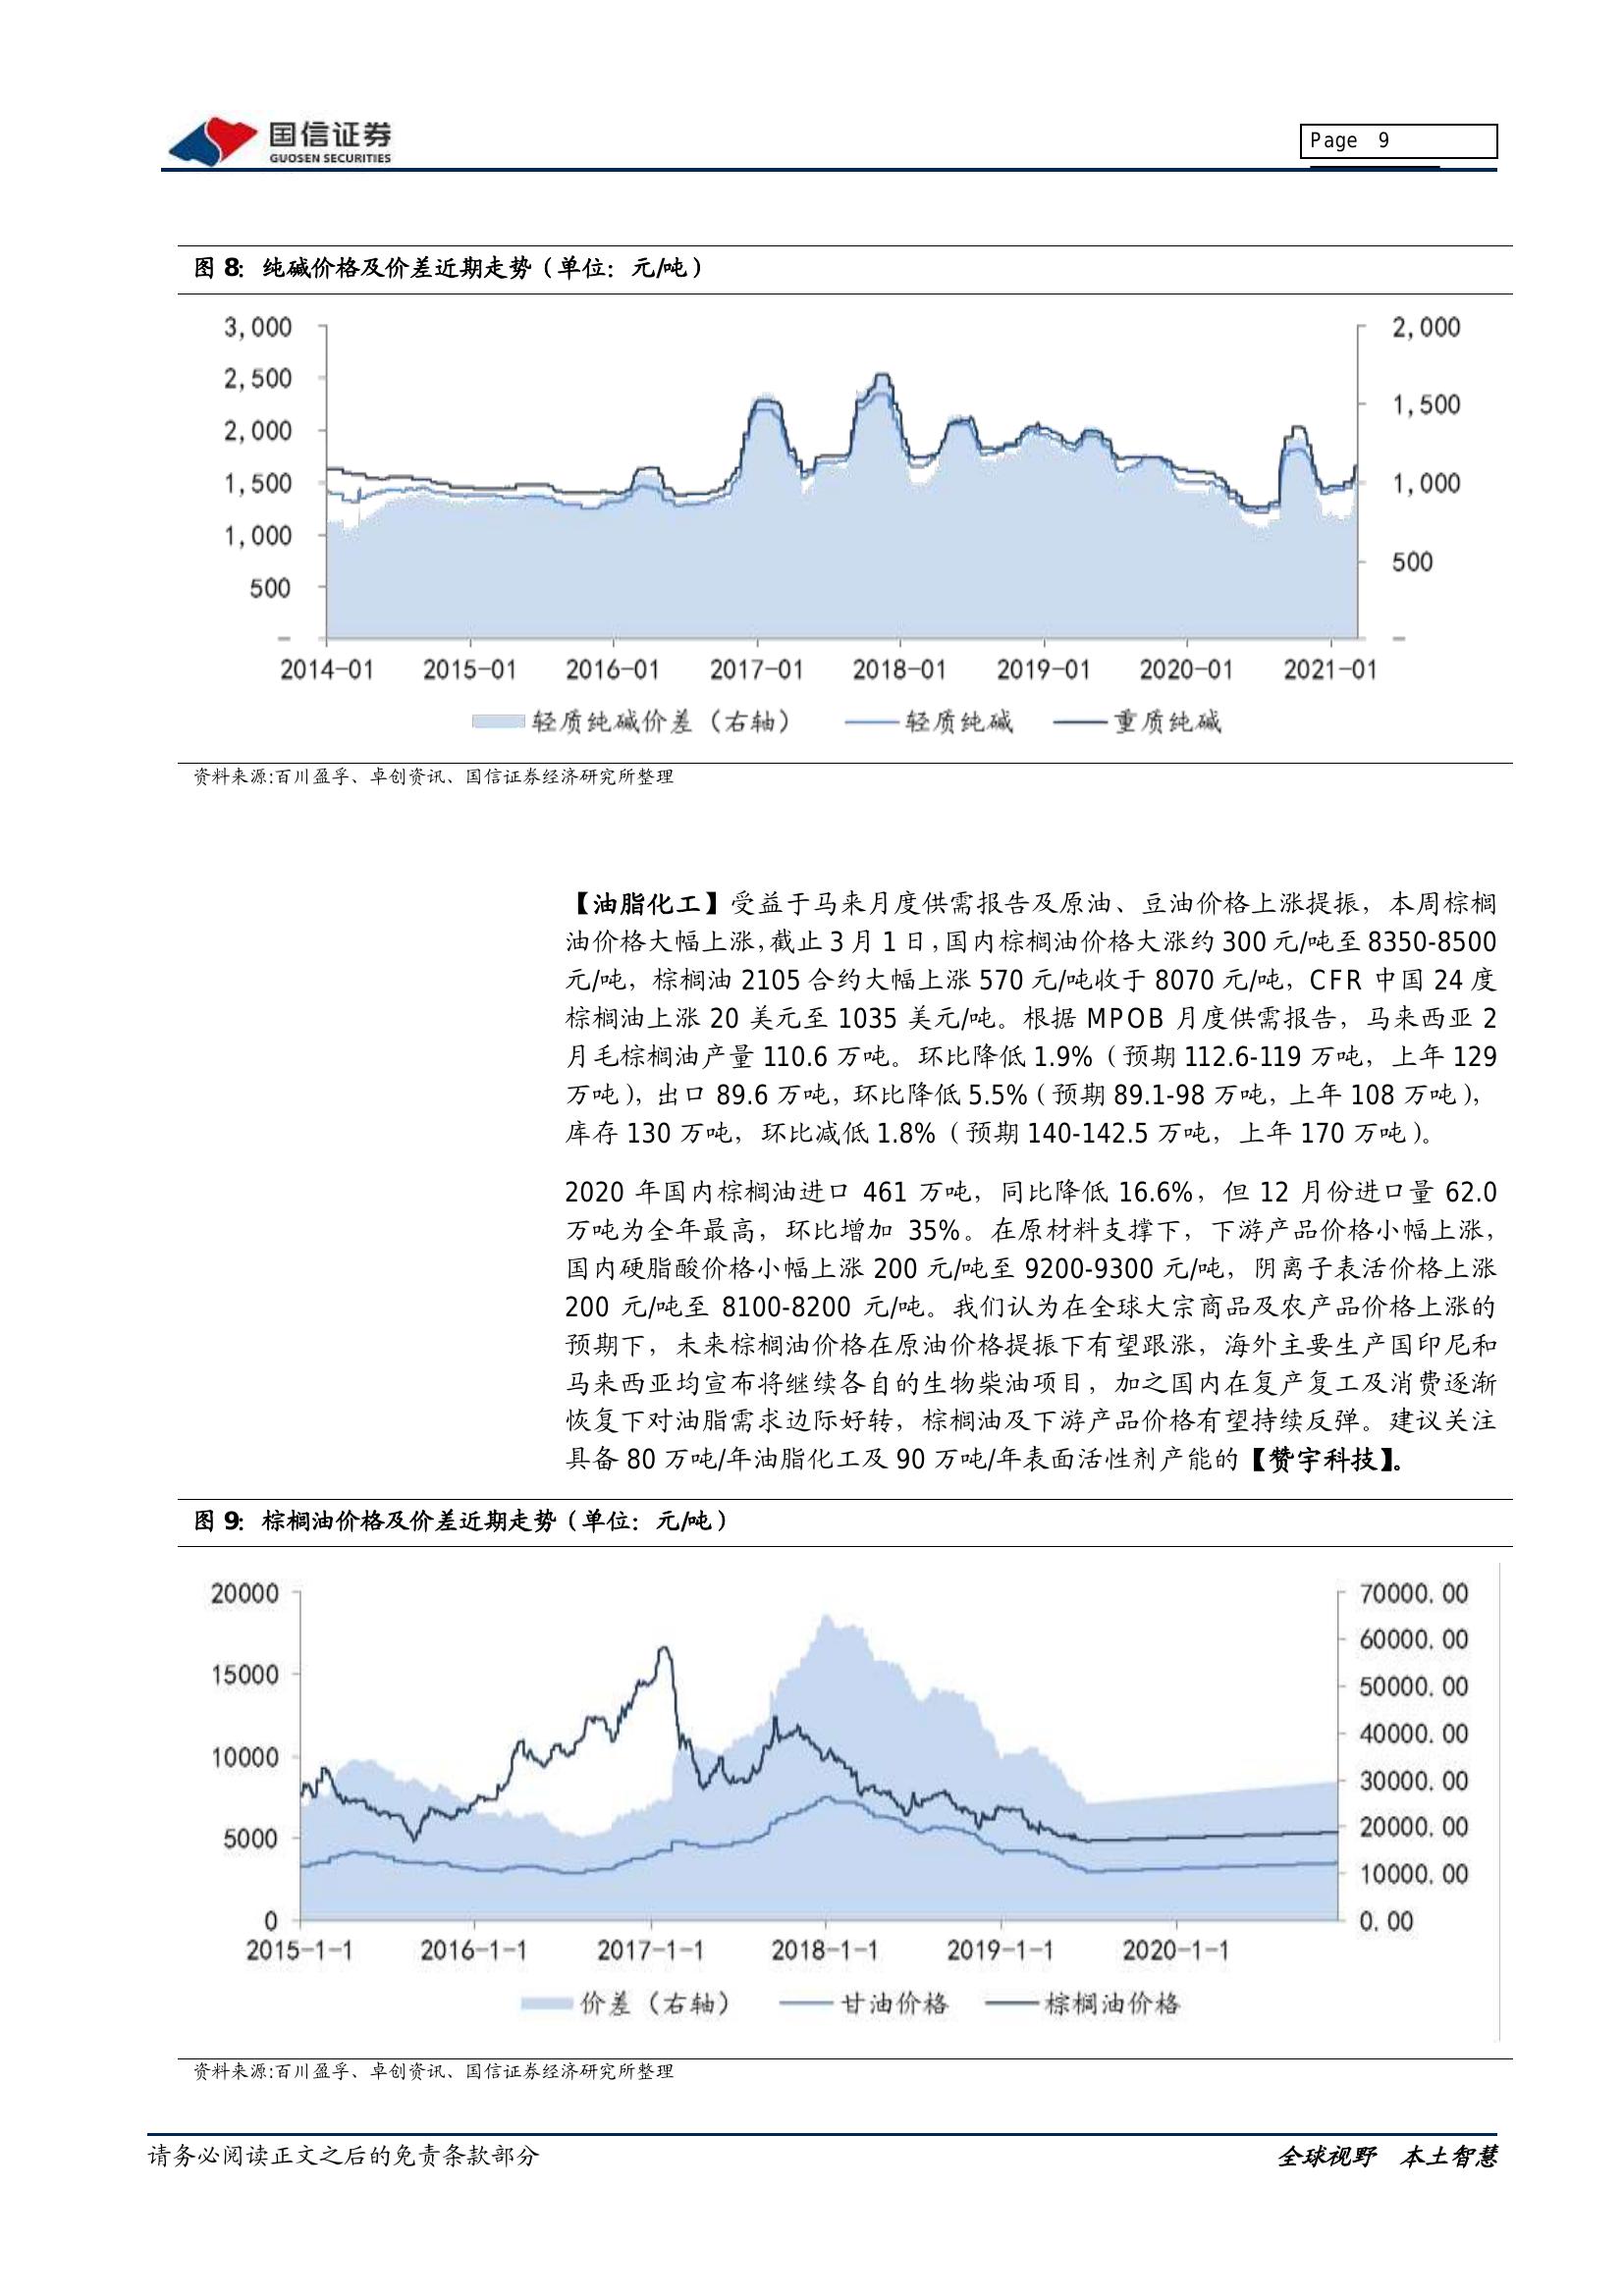 国信证券
GUOSEN SECURITIES
Page 9
图 8：纯碱价格及价差近期走势（单位：元/吨）
3,000
2,500
2,000
1,500
1,000
500
-
2,000
1,500
1,000
500
-
2014-01 2015-01 2016-01 2017-01 2018-01 2019-01 2020-01 2021-01
轻质纯碱价差（右轴） 轻质纯碱 重质纯碱
资料来源:百川盈孚、卓创资讯、国信证券经济研究所整理
【油脂化工】受益于马来月度供需报告及原油、豆油价格上涨提振，本周棕榈
油价格大幅上涨，截止 3 月 1 日，国内棕榈油价格大涨约 300 元/吨至 8350-8500
元/吨，棕榈油 2105 合约大幅上涨 570 元/吨收于 8070 元/吨，CFR 中国 24 度
棕榈油上涨 20 美元至 1035 美元/吨。根据 MPOB 月度供需报告，马来西亚 2
月毛棕榈油产量 110.6 万吨。环比降低 1.9%（预期 112.6-119 万吨，上年 129
万吨），出口 89.6 万吨，环比降低 5.5%（预期 89.1-98 万吨，上年 108 万吨），
库存 130 万吨，环比减低 1.8%（预期 140-142.5 万吨，上年 170 万吨）。
2020 年国内棕榈油进口 461 万吨，同比降低 16.6%，但 12 月份进口量 62.0
万吨为全年最高，环比增加 35%。在原材料支撑下，下游产品价格小幅上涨，
国内硬脂酸价格小幅上涨 200 元/吨至 9200-9300 元/吨，阴离子表活价格上涨
200 元/吨至 8100-8200 元/吨。我们认为在全球大宗商品及农产品价格上涨的
预期下，未来棕榈油价格在原油价格提振下有望跟涨，海外主要生产国印尼和
马来西亚均宣布将继续各自的生物柴油项目，加之国内在复产复工及消费逐渐
恢复下对油脂需求边际好转，棕榈油及下游产品价格有望持续反弹。建议关注
具备 80 万吨/年油脂化工及 90 万吨/年表面活性剂产能的【赞宇科技】。
图 9：棕榈油价格及价差近期走势（单位：元/吨）
20000
15000
10000
5000
0
70000.00
60000.00
50000.00
40000.00
30000.00
20000.00
10000.00
0.00
2015-1-1 2016-1-1 2017-1-1 2018-1-1 2019-1-1 2020-1-1
价差（右轴） 甘油价格 棕榈油价格
资料来源:百川盈孚、卓创资讯、国信证券经济研究所整理
请务必阅读正文之后的免责条款部分
全球视野 本土智慧